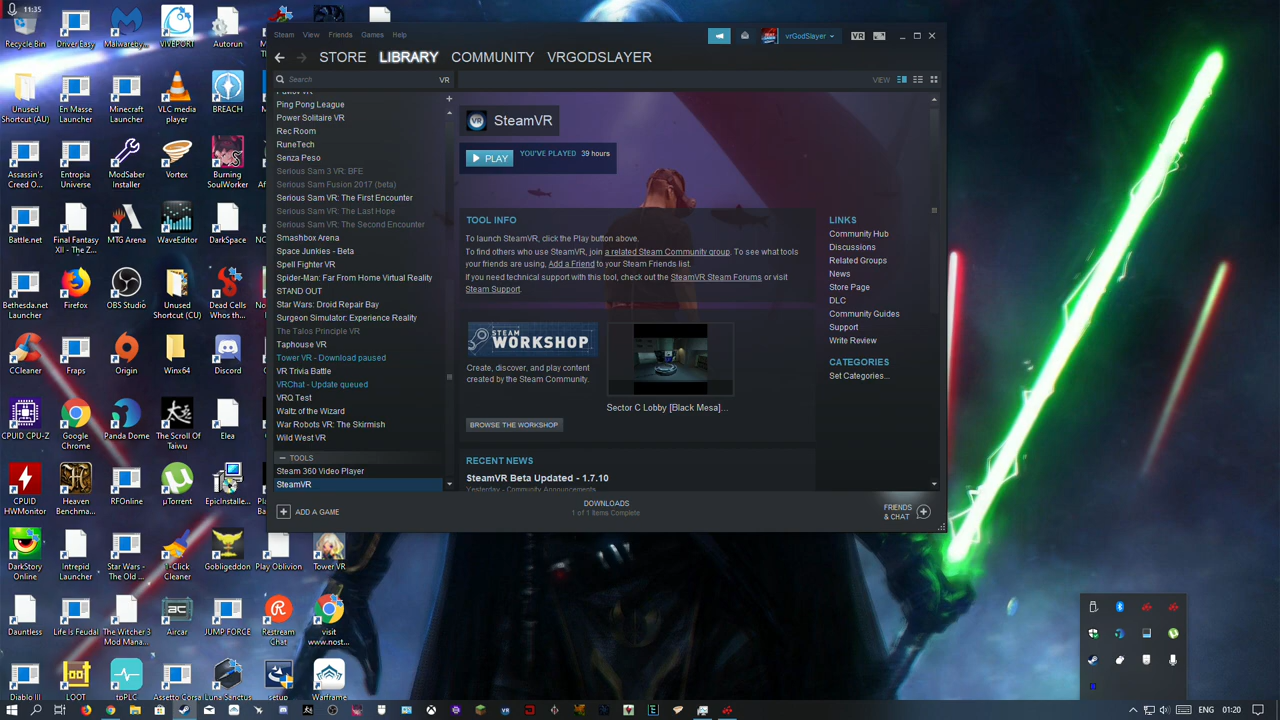 11:35
Recycle Bin
Driver Easy
Malwareby...
VIVEPORT
Autorun
Unused Shortcut (AU)
En Masse Launcher
Minecraft Launcher
VLC media player
BREACH
Assassin's Creed O...
Entropia Universe
ModSaber Installer
Vortex
Burning SoulWorker
Battle.net
Final Fantasy XII - The Z...
MTG Arena
WaveEditor
DarkSpace
Bethesda.net Launcher
Firefox
OBS Studio
Unused Shortcut (CU)
Dead Cells Whos th...
CCleaner
Fraps
Origin
Winx64
Discord
CPUID CPU-Z
Google Chrome
Panda Dome
The Scroll Of Taiwu
Elea
CPUID HWMonitor
Heaven Benchma...
RFOnline
µTorrent
EpicInstalle...
DarkStory Online
Intrepid Launcher
Star Wars - The Old ...
1-Click Cleaner
Gobligeddon
Play Oblivion
Tower VR
Dauntless
Life Is Feudal
The Witcher 3 Mod Mana...
Aircar
JUMP FORCE
Restream Chat
visit www.nost...
Diablo III
LOOT
tbPLC
Assetto Corsa
Luna Sanctus
setup
Warframe
Steam View Friends Games Help
vrGodSlayer
VR
STORE LIBRARY COMMUNITY VRGODSLAYER
Search
VR
VIEW
Ping Pong League
Power Solitaire VR
Rec Room
RuneTech
Senza Peso
Serious Sam 3 VR: BFE
Serious Sam Fusion 2017 (beta)
Serious Sam VR: The First Encounter
Serious Sam VR: The Last Hope
Serious Sam VR: The Second Encounter
Smashbox Arena
Space Junkies - Beta
Spell Fighter VR
Spider-Man: Far From Home Virtual Reality
STAND OUT
Star Wars: Droid Repair Bay
Surgeon Simulator: Experience Reality
The Talos Principle VR
Taphouse VR
Tower VR - Download paused
VR Trivia Battle
VRChat - Update queued
VRQ Test
Waltz of the Wizard
War Robots VR: The Skirmish
Wild West VR
TOOLS
Steam 360 Video Player
SteamVR
ADD A GAME
VR SteamVR
PLAY
YOU'VE PLAYED 39 hours
TOOL INFO
To launch SteamVR, click the Play button above.
To find others who use SteamVR, join a related Steam Community group. To see what tools
your friends are using, Add a Friend to your Steam Friends list.
If you need technical support with this tool, check out the SteamVR Steam Forums or visit
Steam Support.
STEAM WORKSHOP
Create, discover, and play content
created by the Steam Community.
Sector C Lobby [Black Mesa]...
BROWSE THE WORKSHOP
RECENT NEWS
SteamVR Beta Updated - 1.7.10
Yesterday - Community Announcements
LINKS
Community Hub
Discussions
Related Groups
News
Store Page
DLC
Community Guides
Support
Write Review
CATEGORIES
Set Categories...
DOWNLOADS
1 of 1 Items Complete
FRIENDS
& CHAT
ENG
01:20